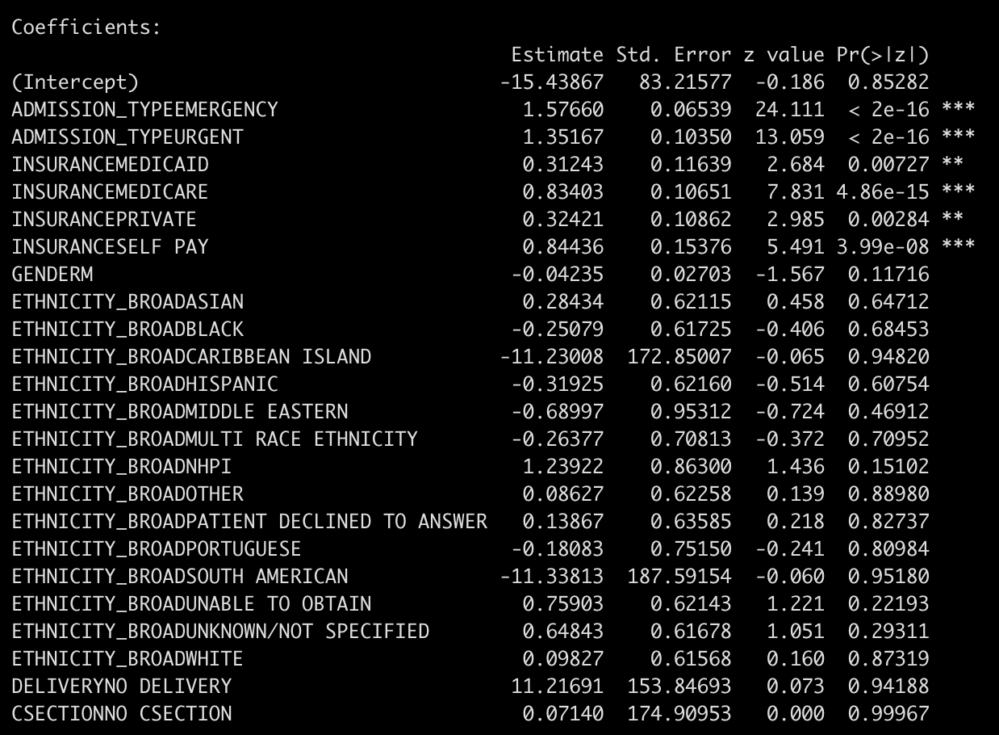 Coefficients:
Estimate Std. Error z value Pr(>|z|)
(Intercept) -15.43867 83.21577 -0.186 0.85282
ADMISSION_TYPEEMERGENCY 1.57660 0.06539 24.111 < 2e-16 ***
ADMISSION_TYPEURGENT 1.35167 0.10350 13.059 < 2e-16 ***
INSURANCEMEDICAID 0.31243 0.11639 2.684 0.00727 **
INSURANCEMEDICARE 0.83403 0.10651 7.831 4.86e-15 ***
INSURANCEPRIVATE 0.32421 0.10862 2.985 0.00284 **
INSURANCESELF PAY 0.84436 0.15376 5.491 3.99e-08 ***
GENDERM -0.04235 0.02703 -1.567 0.11716
ETHNICITY_BROADASIAN 0.28434 0.62115 0.458 0.64712
ETHNICITY_BROADBLACK -0.25079 0.61725 -0.406 0.68453
ETHNICITY_BROADCARIBBEAN ISLAND -11.23008 172.85007 -0.065 0.94820
ETHNICITY_BROADHISPANIC -0.31925 0.62160 -0.514 0.60754
ETHNICITY_BROADMIDDLE EASTERN -0.68997 0.95312 -0.724 0.46912
ETHNICITY_BROADMULTI RACE ETHNICITY -0.26377 0.70813 -0.372 0.70952
ETHNICITY_BROADNHPI 1.23922 0.86300 1.436 0.15102
ETHNICITY_BROADOTHER 0.08627 0.62258 0.139 0.88980
ETHNICITY_BROADPATIENT DECLINED TO ANSWER 0.13867 0.63585 0.218 0.82737
ETHNICITY_BROADPORTUGUESE -0.18083 0.75150 -0.241 0.80984
ETHNICITY_BROADSOUTH AMERICAN -11.33813 187.59154 -0.060 0.95180
ETHNICITY_BROADUNABLE TO OBTAIN 0.75903 0.62143 1.221 0.22193
ETHNICITY_BROADUNKNOWN/NOT SPECIFIED 0.64843 0.61678 1.051 0.29311
ETHNICITY_BROADWHITE 0.09827 0.61568 0.160 0.87319
DELIVERYNO DELIVERY 11.21691 153.84693 0.073 0.94188
CSECTIONNO CSECTION 0.07140 174.90953 0.000 0.99967